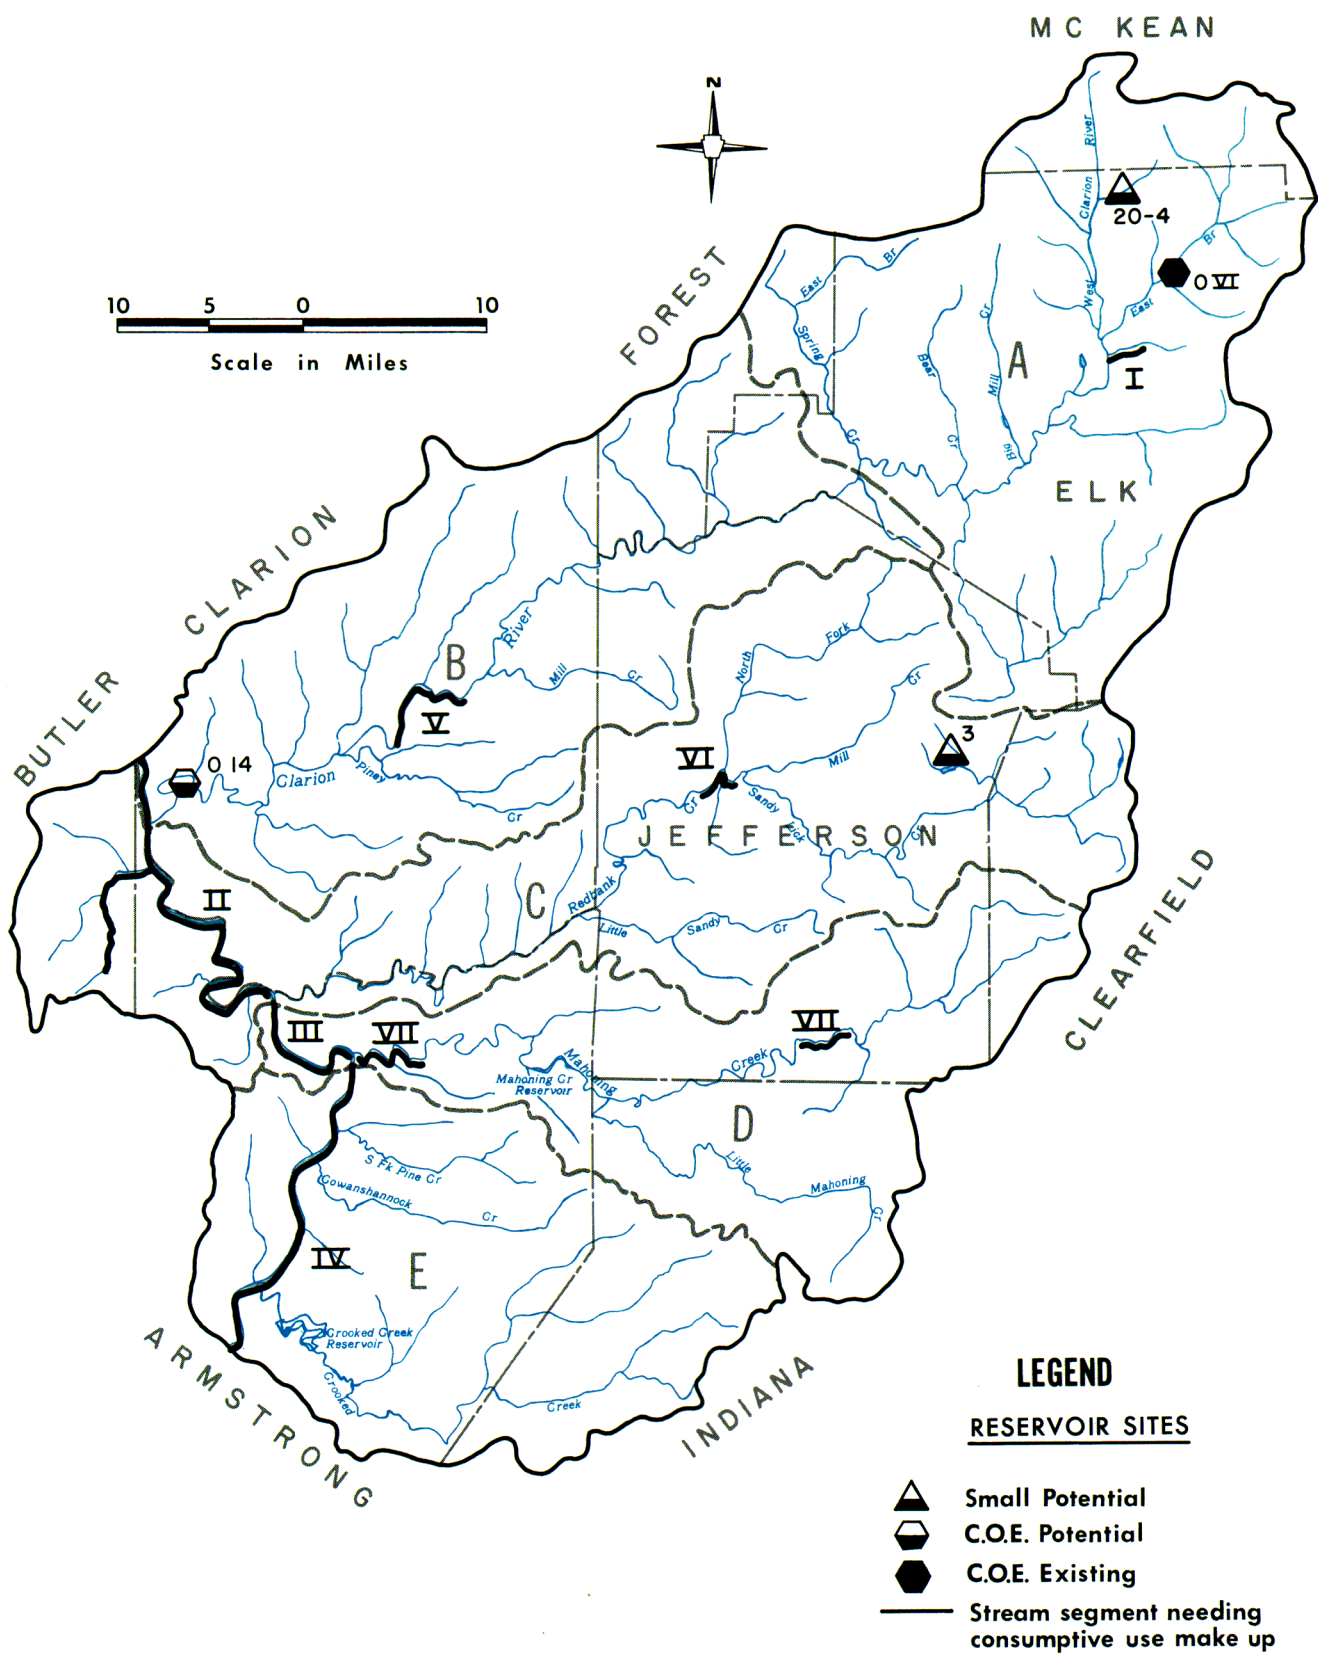 MC KEAN
N
River
Clarion
20-4
FOREST
Br
East
Br
O VI
10 5 0 10
Scale in Miles
West
East
Spring
Cr
Bear
Mill
A
I
Cr
Cr
Big
ELK
CLARION
River
B
Mill
Cr
North
Fork
Cr
BUTLER
V
VI
3
O 14
Clarion
Piney
Mill
Cr
Cr
Sandy
Lick
Cr
JEFFERSON
II
C
Redbank
Little
Sandy
Cr
CLEARFIELD
III
VII
VII
Creek
Mahoning
Mahoning Cr
Reservoir
D
S Fk Pine Cr
Cowanshannock
Cr
Little
Mahoning
Cr
IV
E
Crooked Creek
Reservoir
Crooked
Creek
ARMSTRONG
INDIANA
LEGEND
RESERVOIR SITES
Small Potential
C.O.E. Potential
C.O.E. Existing
Stream segment needing
consumptive use make up